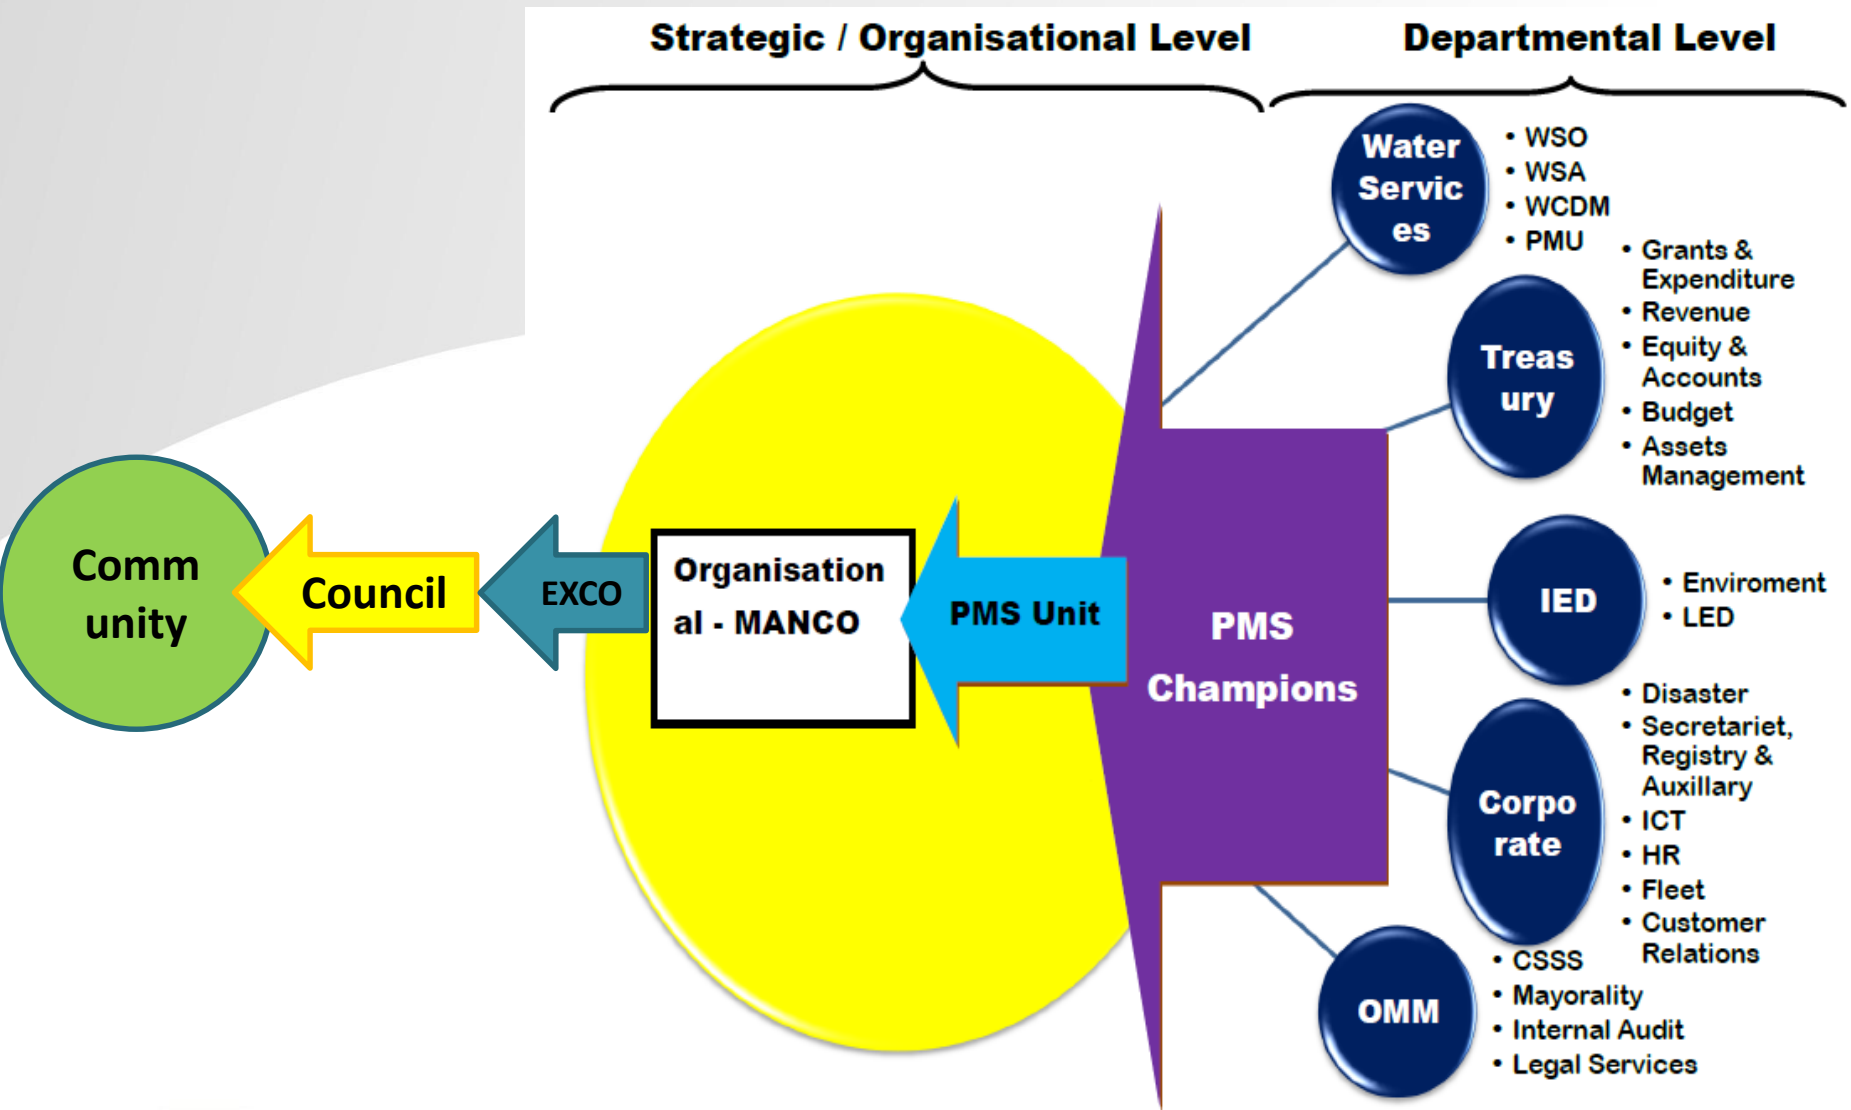 Strategic / Organisational Level
Departmental Level
Water
Servic
es
• WSO
• WSA
• WCDM
• PMU
Treas
ury
• Grants &
Expenditure
• Revenue
• Equity &
Accounts
• Budget
• Assets
Management
Comm
unity
Council
EXCO
Organisation
al - MANCO
PMS Unit
PMS
Champions
IED
• Enviroment
• LED
Corpo
rate
• Disaster
• Secretariet,
Registry &
Auxillary
• ICT
• HR
• Fleet
• Customer
Relations
OMM
• CSSS
• Mayorality
• Internal Audit
• Legal Services